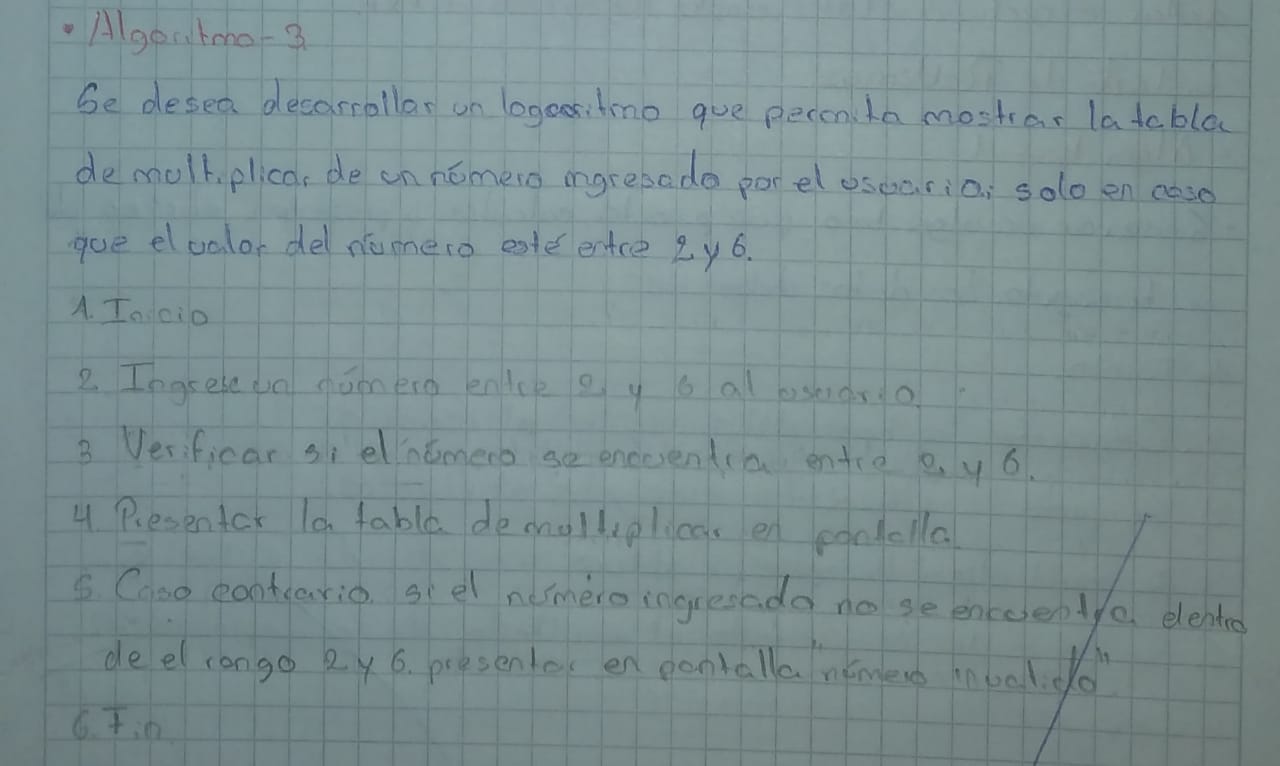 • Algoritmo - 3
Se desea desarrollar un logaritmo que permita mostrar la tabla
de multiplicar de un número ingresado por el usuario, solo en caso
que el valor del número esté entre 2 y 6.
1. Inicio
2. Ingrese un número entre 2 y 6 al usuario.
3 Verificar si el número se encuentra entre 2 y 6.
4 Presentar la tabla de multiplicar en pantalla
5. Caso contrario si el número ingresado no se encuentra dentro
de el rango 2 y 6. presentar en pantalla "número invalido"
6. Fin